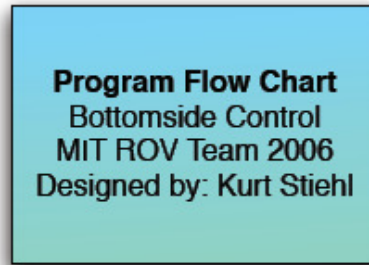 Program Flow Chart
Bottomside Control
MIT ROV Team 2006
Designed by: Kurt Stiehl